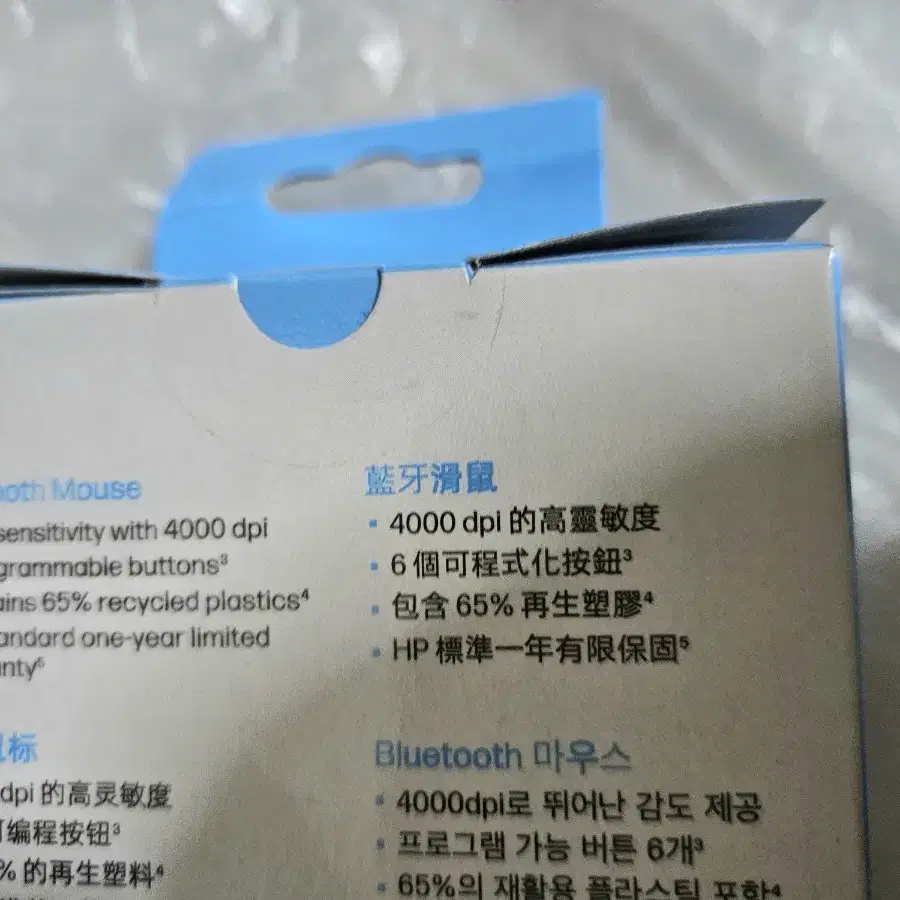 ooth Mouse
sensitivity with 4000 dpi
grammable buttons³
ains 65% recycled plastics⁴
andard one-year limited
anty⁵
藍牙滑鼠
▪ 4000 dpi 的高靈敏度
▪ 6 個可程式化按鈕³
▪ 包含 65% 再生塑膠⁴
▪ HP 標準一年有限保固⁵
标
dpi 的高灵敏度
可编程按钮³
% 的再生塑料⁴
Bluetooth 마우스
▪ 4000dpi로 뛰어난 감도 제공
▪ 프로그램 가능 버튼 6개³
▪ 65%의 재활용 플라스틱 포함⁴